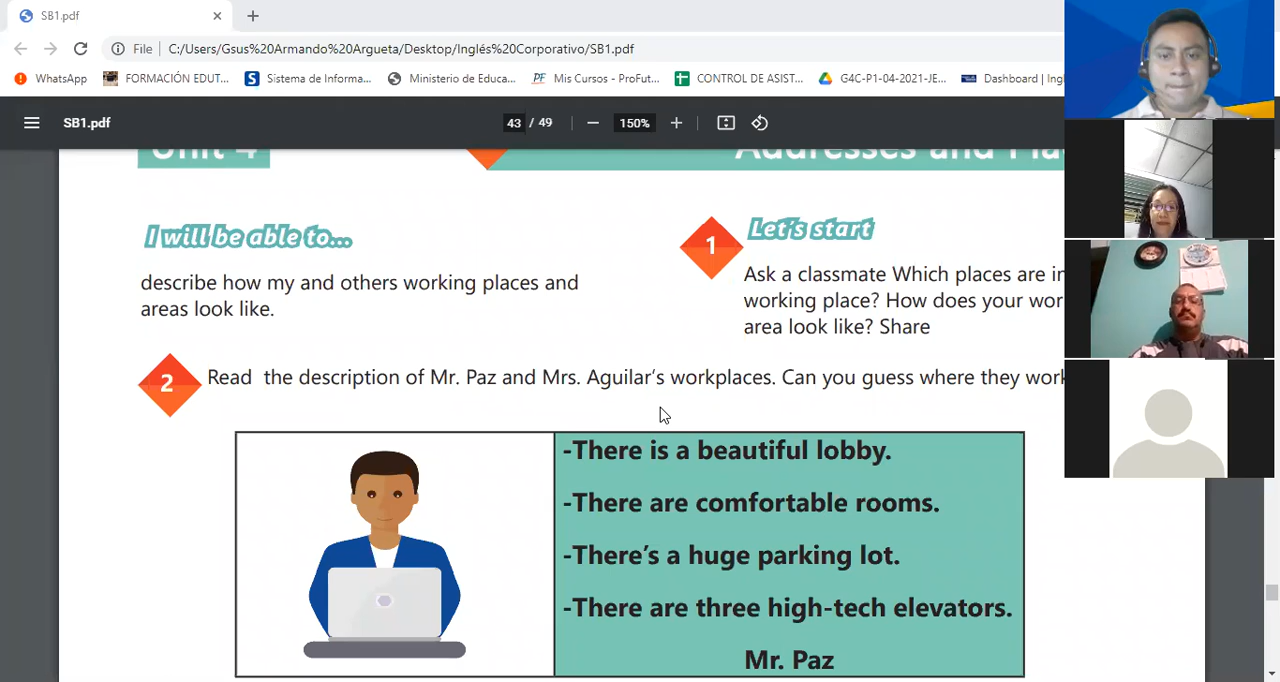 SB1.pdf
File C:/Users/Gsus%20Armando%20Argueta/Desktop/Inglés%20Corporativo/SB1.pdf
WhatsApp FORMACIÓN EDUT... Sistema de Informa... Ministerio de Educa... Mis Cursos - ProFut... CONTROL DE ASIST... G4C-P1-04-2021-JE... Dashboard | Ingl
SB1.pdf 43 / 49 150%
Unit 4 Addresses and Pla
I will be able to...
describe how my and others working places and
areas look like.
1 Let's start
Ask a classmate Which places are in
working place? How does your wor
area look like? Share
2 Read the description of Mr. Paz and Mrs. Aguilar's workplaces. Can you guess where they work
-There is a beautiful lobby.
-There are comfortable rooms.
-There's a huge parking lot.
-There are three high-tech elevators.
Mr. Paz